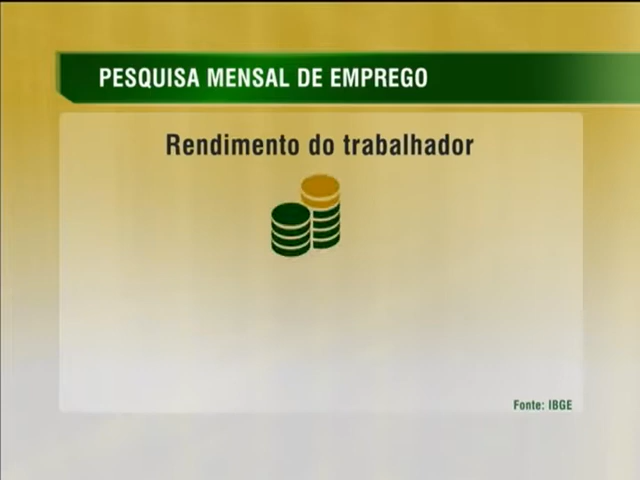 PESQUISA MENSAL DE EMPREGO
Rendimento do trabalhador
Fonte: IBGE